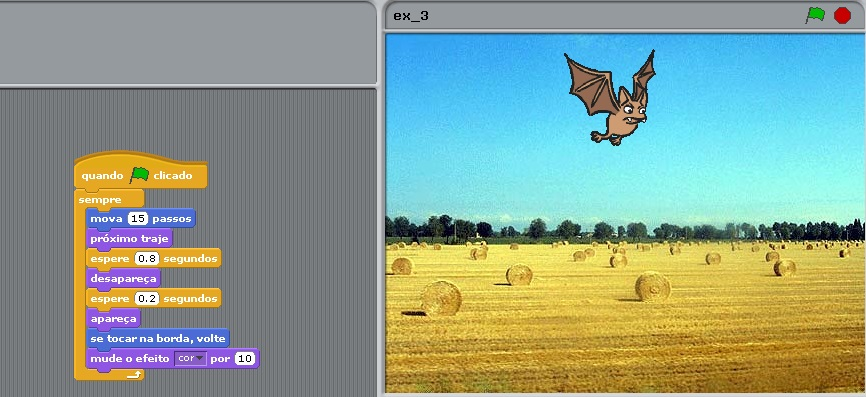 ex_3
quando clicado
sempre
mova 15 passos
próximo traje
espere 0.8 segundos
desapareça
espere 0.2 segundos
apareça
se tocar na borda, volte
mude o efeito cor por 10